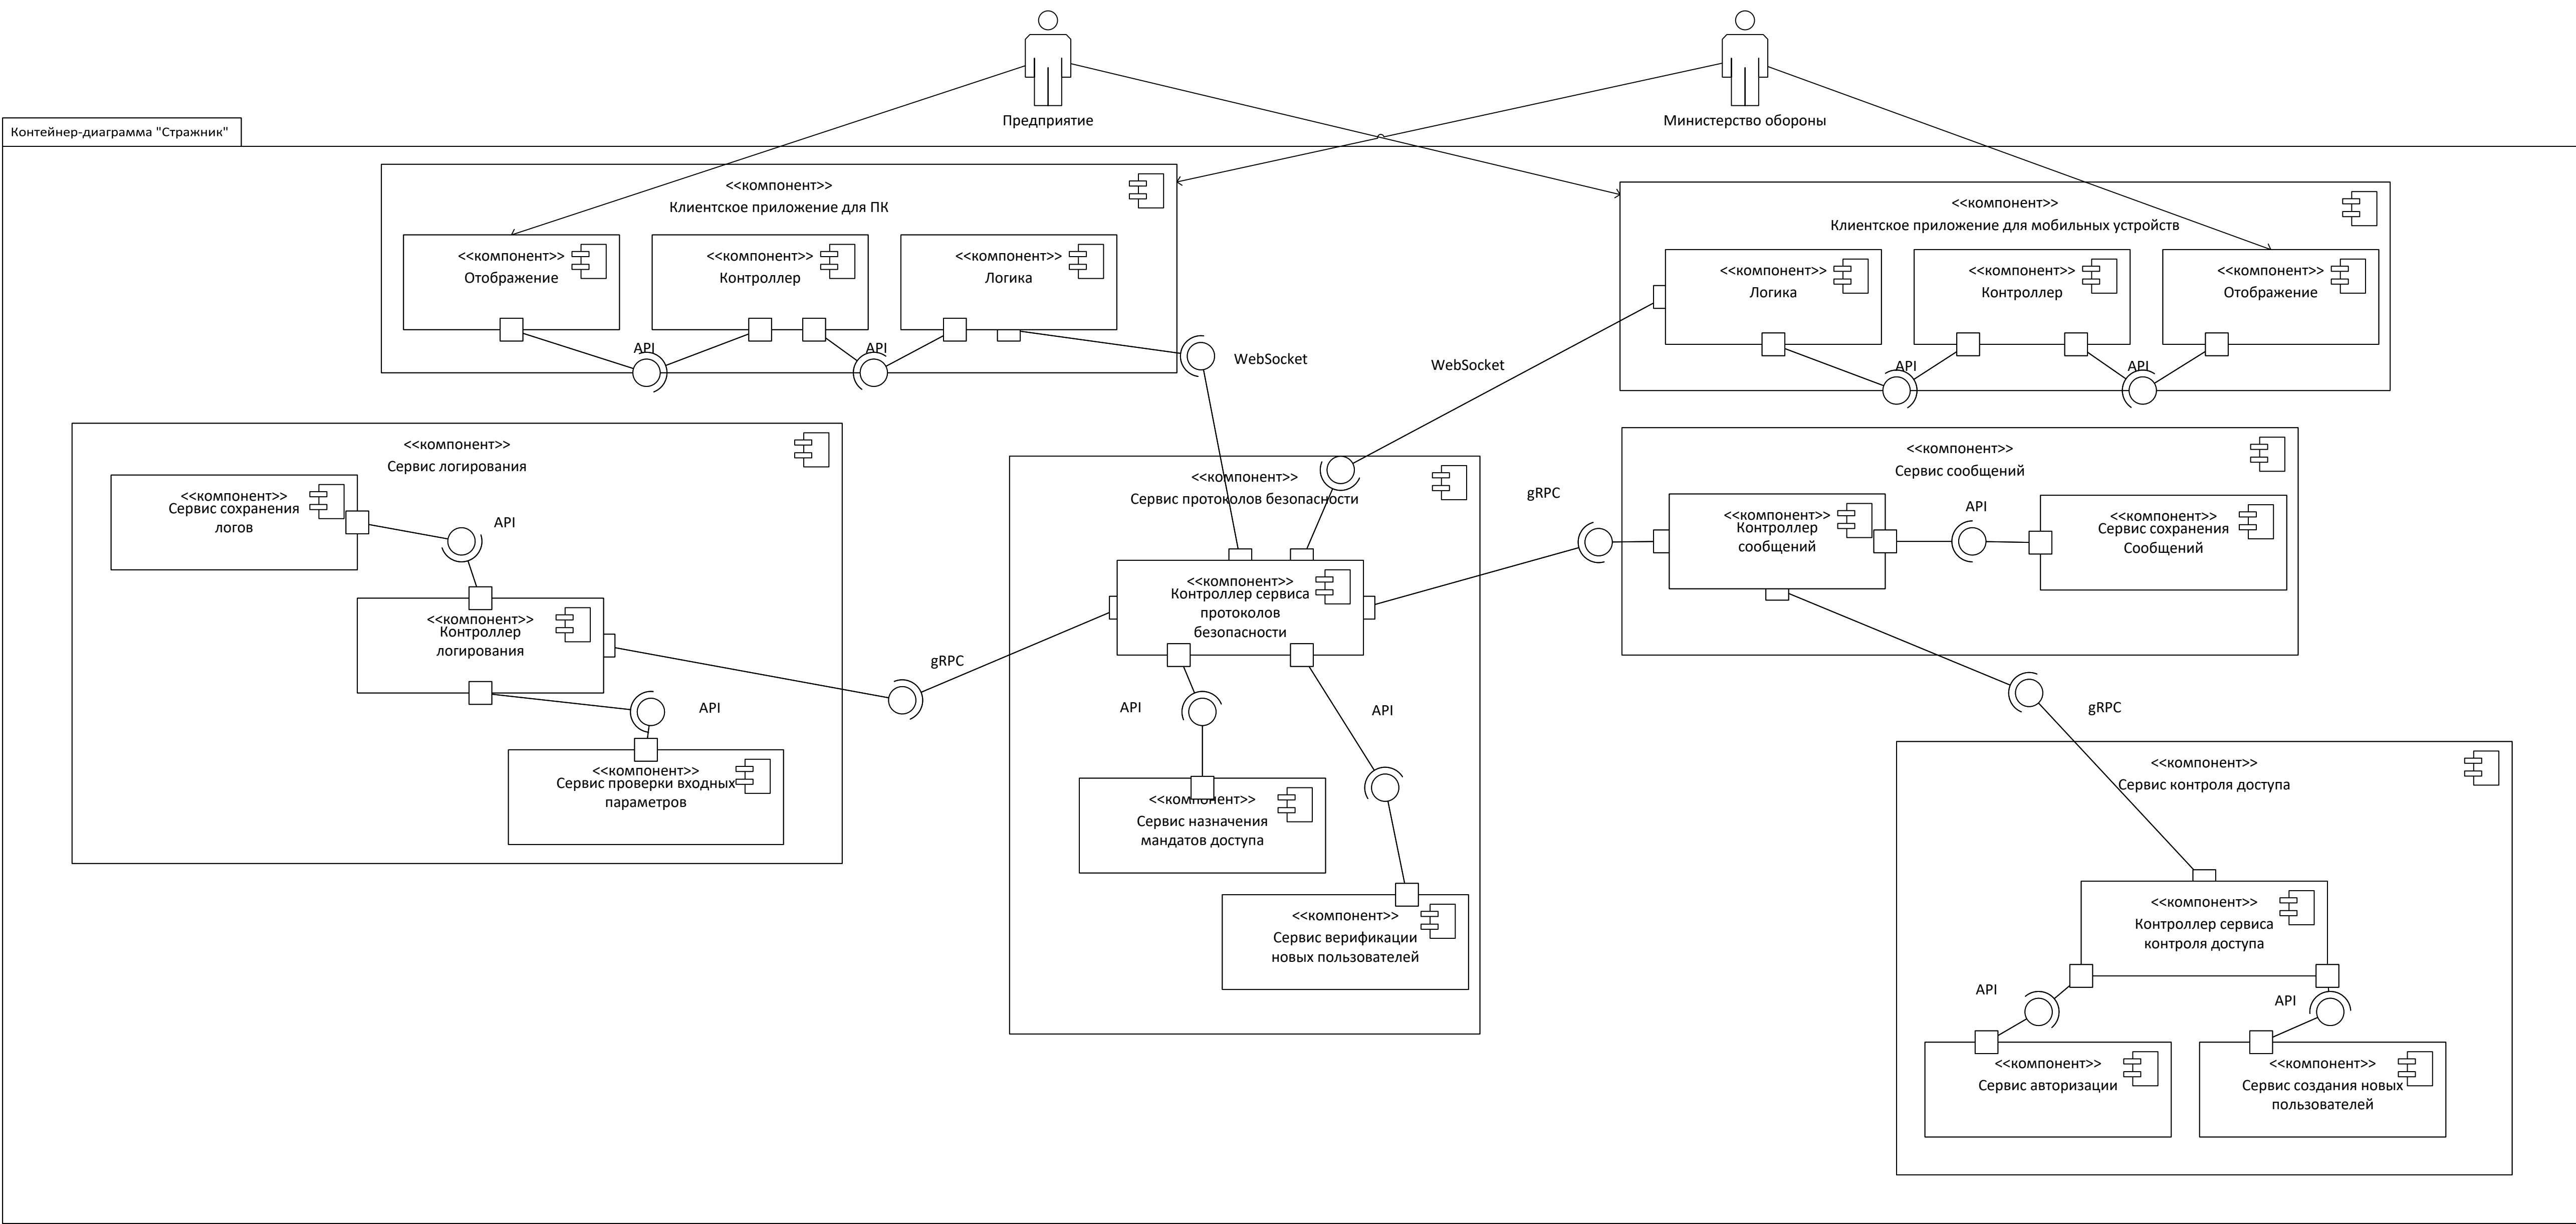 Предприятие
Министерство обороны
Контейнер-диаграмма "Стражник"
<<компонент>>
Клиентское приложение для ПК
<<компонент>>
Отображение
<<компонент>>
Контроллер
<<компонент>>
Логика
API
API
WebSocket
<<компонент>>
Клиентское приложение для мобильных устройств
<<компонент>>
Логика
<<компонент>>
Контроллер
<<компонент>>
Отображение
API
API
WebSocket
<<компонент>>
Сервис логирования
<<компонент>>
Сервис сохранения
логов
API
<<компонент>>
Контроллер
логирования
API
<<компонент>>
Сервис проверки входных
параметров
gRPC
<<компонент>>
Сервис протоколов безопасности
<<компонент>>
Контроллер сервиса
протоколов
безопасности
API
API
<<компонент>>
Сервис назначения
мандатов доступа
<<компонент>>
Сервис верификации
новых пользователей
gRPC
<<компонент>>
Сервис сообщений
<<компонент>>
Контроллер
сообщений
API
<<компонент>>
Сервис сохранения
Сообщений
gRPC
<<компонент>>
Сервис контроля доступа
<<компонент>>
Контроллер сервиса
контроля доступа
API
API
<<компонент>>
Сервис авторизации
<<компонент>>
Сервис создания новых
пользователей